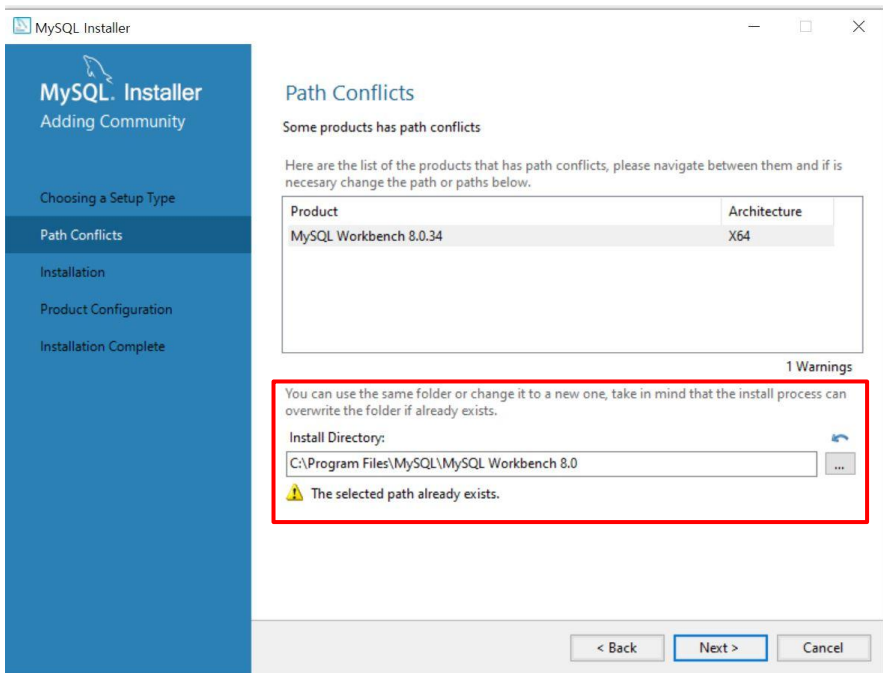 MySQL Installer
MySQL. Installer
Adding Community
Choosing a Setup Type
Path Conflicts
Installation
Product Configuration
Installation Complete
Path Conflicts
Some products has path conflicts
Here are the list of the products that has path conflicts, please navigate between them and if is
necesary change the path or paths below.
Product Architecture
MySQL Workbench 8.0.34 X64
1 Warnings
You can use the same folder or change it to a new one, take in mind that the install process can
overwrite the folder if already exists.
Install Directory:
C:\Program Files\MySQL\MySQL Workbench 8.0
...
The selected path already exists.
< Back Next > Cancel